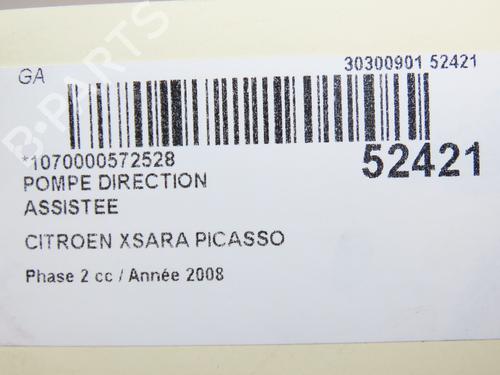 GA
30300901 52421
*1070000572528
52421
POMPE DIRECTION
ASSISTEE
CITROEN XSARA PICASSO
Phase 2 cc / Année 2008
B-PARTS